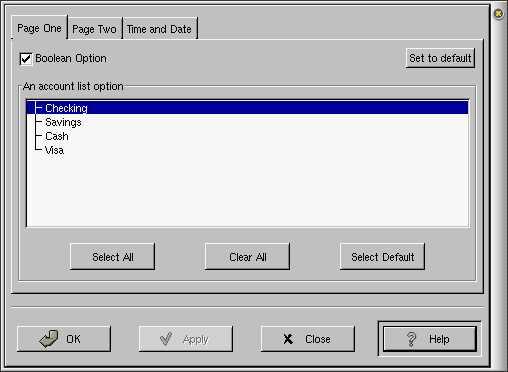 Page One Page Two Time and Date
Boolean Option Set to default
An account list option
Checking
Savings
Cash
Visa
Select All Clear All Select Default
OK Apply Close Help